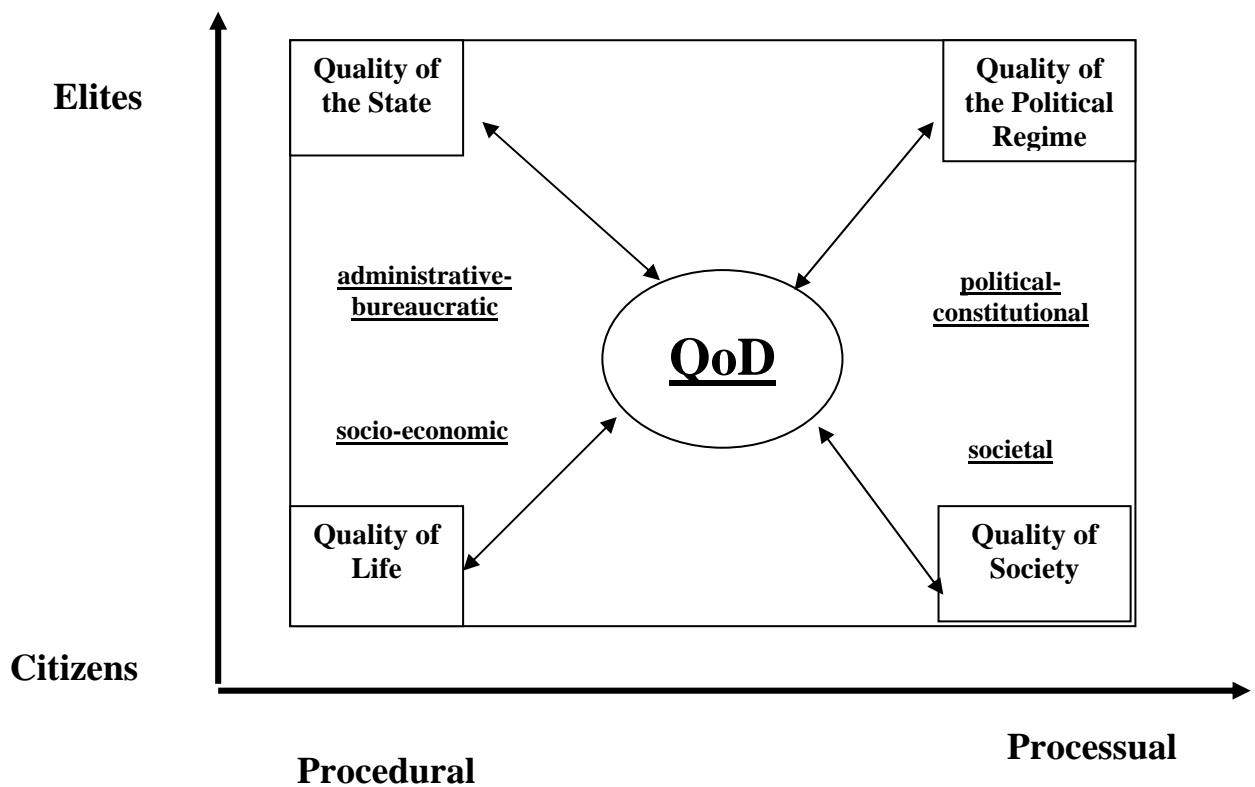 Elites
Quality of
the State
Quality of
the Political
Regime
administrative-
bureaucratic
political-
constitutional
QoD
socio-economic
societal
Quality of
Life
Quality of
Society
Citizens
Procedural
Processual